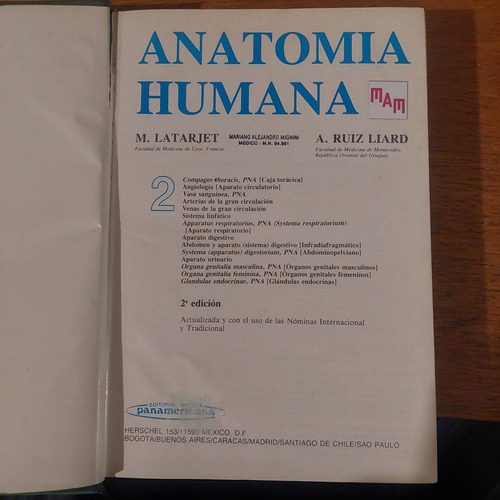 ANATOMIA
HUMANA
MAM
M. LATARJET
Facultad de Medicina de Lyon, Francia
MARIANO ALEJANDRO MIGNINI
MEDICO - M.N. 94.961
A. RUIZ LIARD
Facultad de Medicina de Montevideo,
República Oriental del Uruguay
2
Compages thoracis, PNA [Caja torácica]
Angiología [Aparato circulatorio]
Vasa sanguinea, PNA
Arterias de la gran circulación
Venas de la gran circulación
Sistema linfático
Apparatus respiratorius, PNA (Systema respiratorium)
[Aparato respiratorio]
Aparato digestivo
Abdomen y aparato (sistema) digestivo [Infradiafragmático]
Systema (apparatus) digestorium, PNA [Abdominopelviano]
Aparato urinario
Organa genitalia masculina, PNA [Órganos genitales masculinos]
Organa genitalia feminina, PNA [Órganos genitales femeninos]
Glandulae endocrinae, PNA [Glándulas endocrinas]
2ª edición
Actualizada y con el uso de las Nóminas Internacional
y Tradicional
EDITORIAL MEDICA
panamericana
HERSCHEL 153/11590 MEXICO, D.F.
BOGOTA/BUENOS AIRES/CARACAS/MADRID/SANTIAGO DE CHILE/SAO PAULO